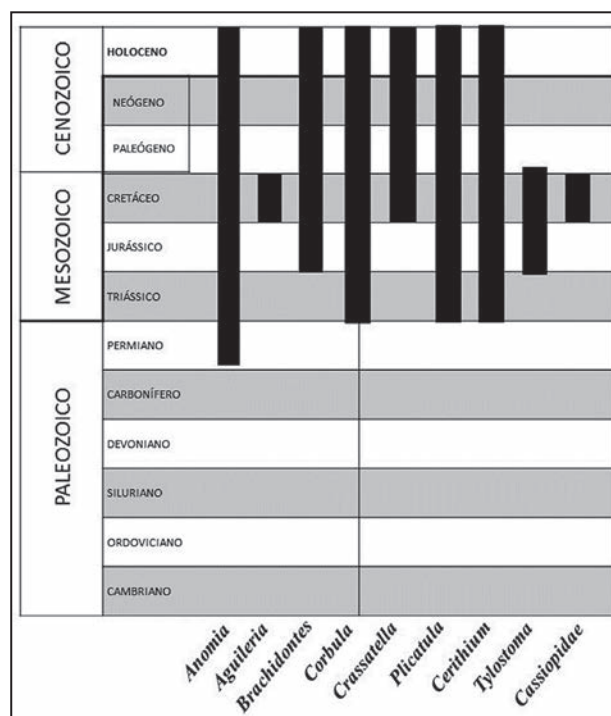 CENOZOICO
HOLOCENO
NEÓGENO
PALEÓGENO
MESOZOICO
CRETÁCEO
JURÁSSICO
TRIÁSSICO
PALEOZOICO
PERMIANO
CARBONÍFERO
DEVONIANO
SILURIANO
ORDOVICIANO
CAMBRIANO
Anomia
Aguileria
Brachidontes
Corbula
Crassatella
Plicatula
Cerithium
Tylostoma
Cassiopidae